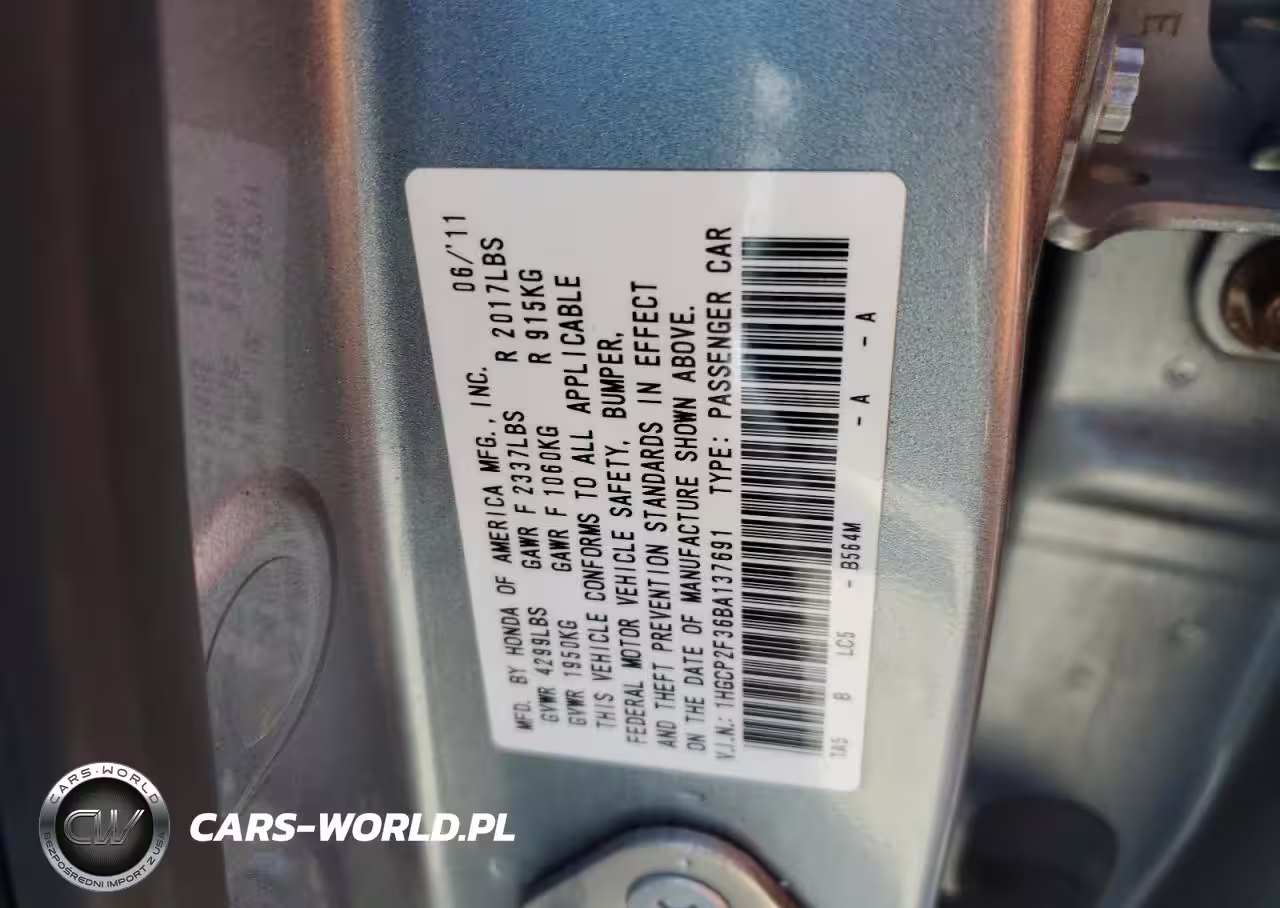 MFD. BY HONDA OF AMERICA MFG., INC. 06/'11
GVWR 4299LBS GAWR F 2337LBS R 2017LBS
GVWR 1950KG GAWR F 1060KG R 915KG
THIS VEHICLE CONFORMS TO ALL APPLICABLE
FEDERAL MOTOR VEHICLE SAFETY, BUMPER,
AND THEFT PREVENTION STANDARDS IN EFFECT
ON THE DATE OF MANUFACTURE SHOWN ABOVE.
V.I.N.: 1HGCP2F36BA137691 TYPE: PASSENGER CAR
TA5 B LC5 - B564M - A - A
E
CARS-WORLD
CW
BEZPOŚREDNI IMPORT Z USA
CARS-WORLD.PL